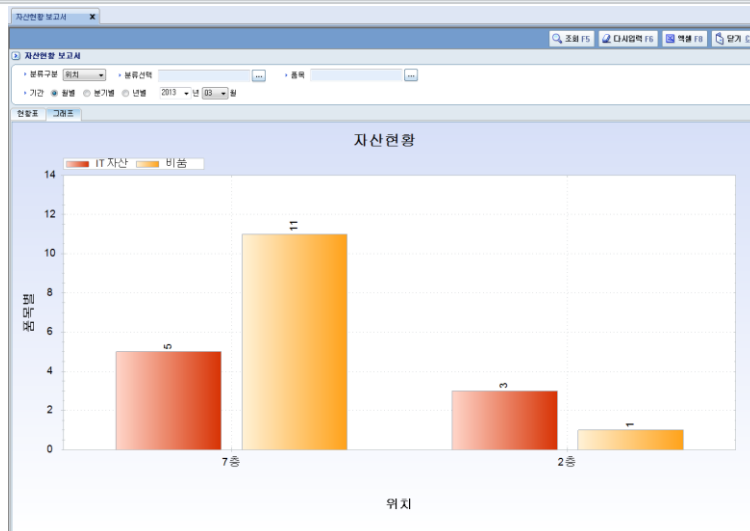 자산현황 보고서 x
조회 F5 다시입력 F6 엑셀 F8 닫기
자산현황 보고서
분류구분 위치 분류선택 ... 품목 ...
기간 월별 분기별 년별 2013 년 03 월
현황표 그래프
자산현황
IT 자산 비품
14
12
10
8
6
4
2
0
품목별
5
11
3
1
7층 2층
위치